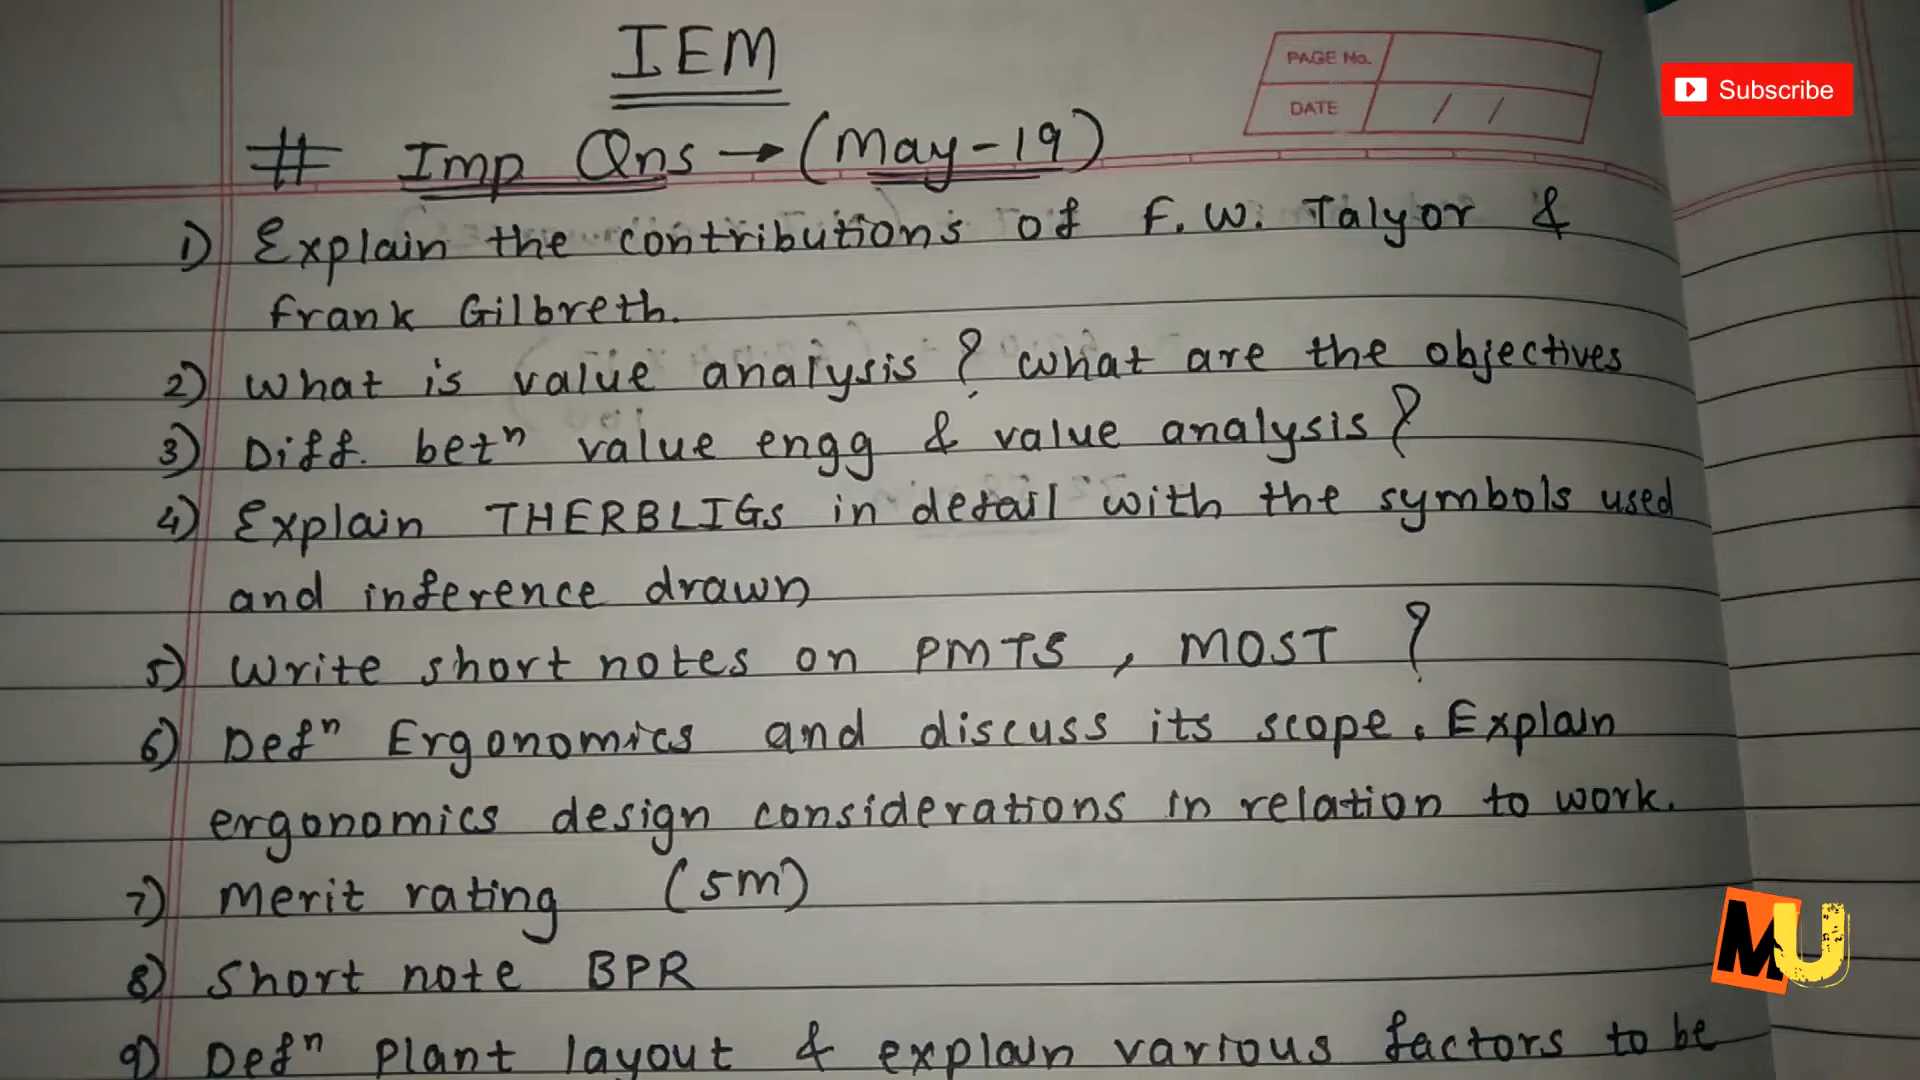 IEM
PAGE No.
DATE / /
Subscribe
# Imp Qns → (May-19)
1) Explain the contributions of F. W. Talyor &
Frank Gilbreth.
2) What is value analysis ? What are the objectives
3) Diff. betⁿ value engg & value analysis ?
4) Explain THERBLIGs in detail with the symbols used
and inference drawn
5) Write short notes on PMTS , MOST ?
6) Defⁿ Ergonomics and discuss its scope. Explain
ergonomics design considerations in relation to work.
7) Merit rating (5M)
8) Short note BPR
MU
9) Defⁿ Plant layout & explain various factors to be